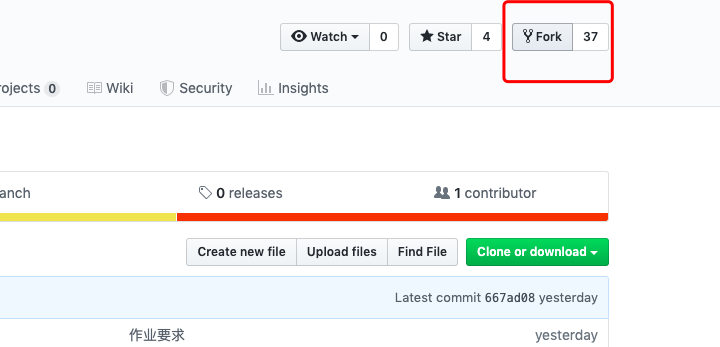 Watch 0 Star 4 Fork 37
rojects 0 Wiki Security Insights
anch 0 releases 1 contributor
Create new file Upload files Find File Clone or download
Latest commit 667ad08 yesterday
作业要求 yesterday